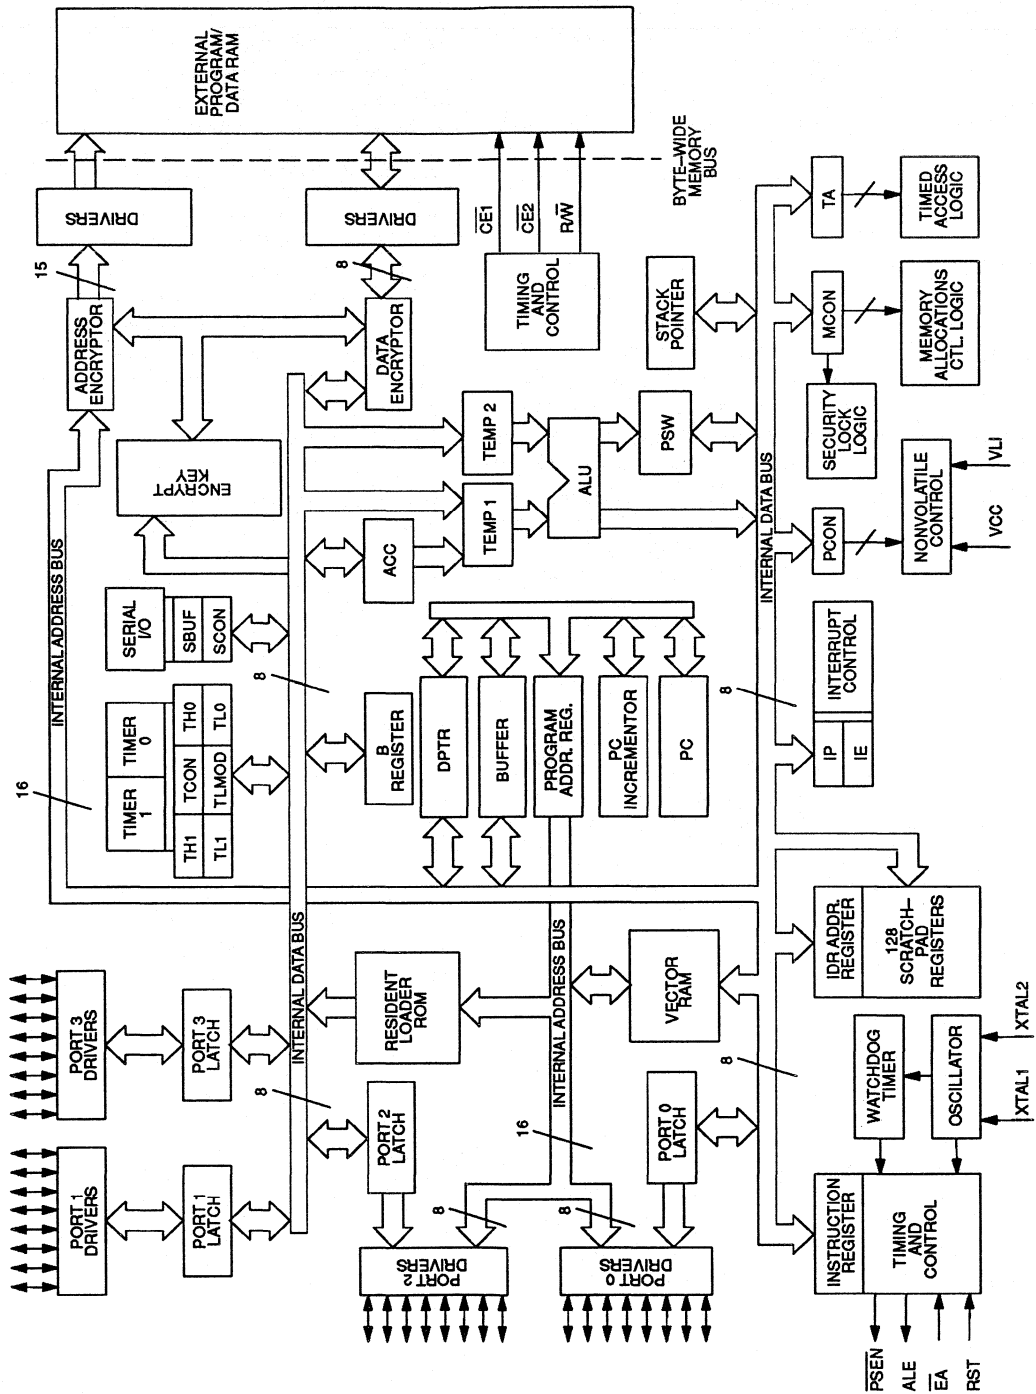 EXTERNAL
PROGRAM/
DATA RAM
BYTE–WIDE
MEMORY
BUS
DRIVERS
DRIVERS
CE1
CE2
R/W
TIMING
AND
CONTROL
15
8
ADDRESS
ENCRYPTOR
DATA
ENCRYPTOR
ENCRYPT
KEY
STACK
POINTER
TA
TIMED
ACCESS
LOGIC
MCON
MEMORY
ALLOCATIONS
CTL. LOGIC
SECURITY
LOCK
LOGIC
TEMP 2
TEMP 1
ALU
PSW
ACC
INTERNAL DATA BUS
PCON
NONVOLATILE
CONTROL
VLI
VCC
INTERNAL ADDRESS BUS
SERIAL
I/O
SBUF
SCON
8
16
TIMER
1
TIMER
0
TH1
TCON
TH0
TL1
TLMOD
TL0
B
REGISTER
DPTR
BUFFER
PROGRAM
ADDR. REG.
PC
INCREMENTOR
PC
8
IP
IE
INTERRUPT
CONTROL
INTERNAL DATA BUS
INTERNAL ADDRESS BUS
RESIDENT
LOADER
ROM
VECTOR
RAM
IDR ADDR.
REGISTER
128
SCRATCH–
PAD
REGISTERS
PORT 3
DRIVERS
PORT 3
LATCH
PORT 1
DRIVERS
PORT 1
LATCH
8
PORT 2
LATCH
16
PORT 0
LATCH
8
WATCHDOG
TIMER
OSCILLATOR
XTAL2
XTAL1
8
PORT 2
DRIVERS
8
PORT 0
DRIVERS
INSTRUCTION
REGISTER
TIMING
AND
CONTROL
PSEN
ALE
EA
RST